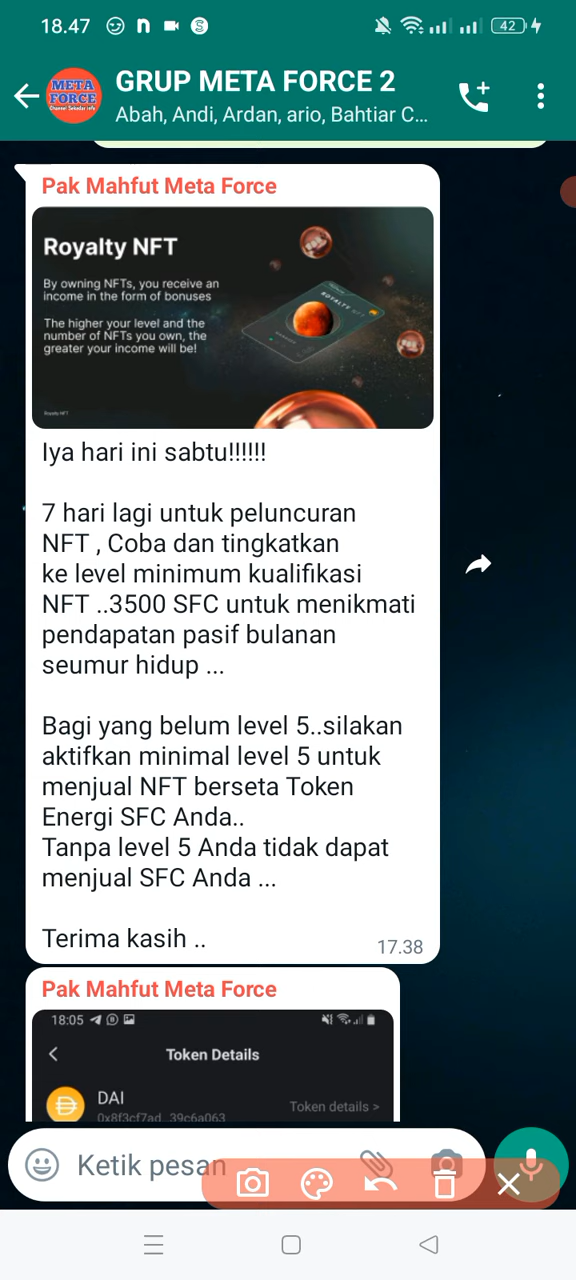 18.47
42
META FORCE
Channel Sekedar info
GRUP META FORCE 2
Abah, Andi, Ardan, ario, Bahtiar C...
Pak Mahfut Meta Force
Royalty NFT
By owning NFTs, you receive an
income in the form of bonuses
The higher your level and the
number of NFTs you own, the
greater your income will be!
ROYALTY NFT
Royalty NFT
Iya hari ini sabtu!!!!!!
7 hari lagi untuk peluncuran
NFT , Coba dan tingkatkan
ke level minimum kualifikasi
NFT ..3500 SFC untuk menikmati
pendapatan pasif bulanan
seumur hidup ...
Bagi yang belum level 5..silakan
aktifkan minimal level 5 untuk
menjual NFT berseta Token
Energi SFC Anda..
Tanpa level 5 Anda tidak dapat
menjual SFC Anda ...
Terima kasih ..
17.38
Pak Mahfut Meta Force
18:05
Token Details
DAI
Token details >
0x8f3cf7ad..39c6a063
Ketik pesan